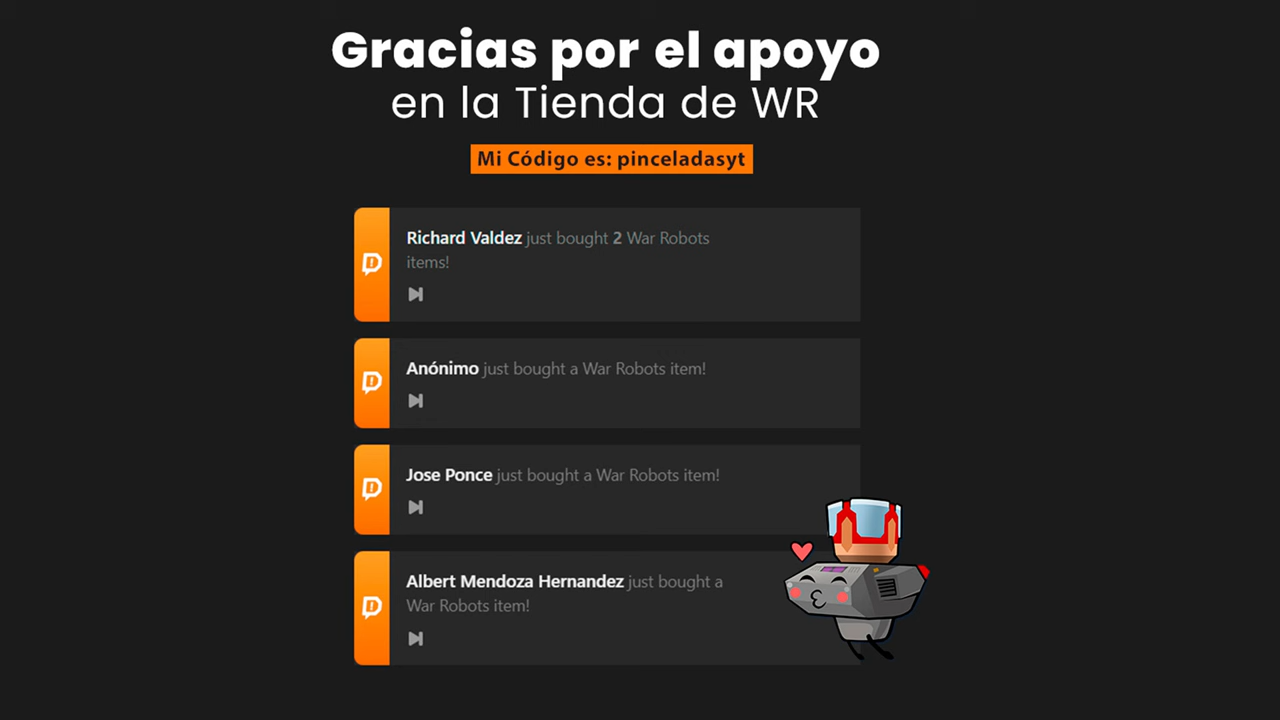 Gracias por el apoyo
en la Tienda de WR
Mi Código es: pinceladasyt
Richard Valdez just bought 2 War Robots
items!
Anónimo just bought a War Robots item!
Jose Ponce just bought a War Robots item!
Albert Mendoza Hernandez just bought a
War Robots item!